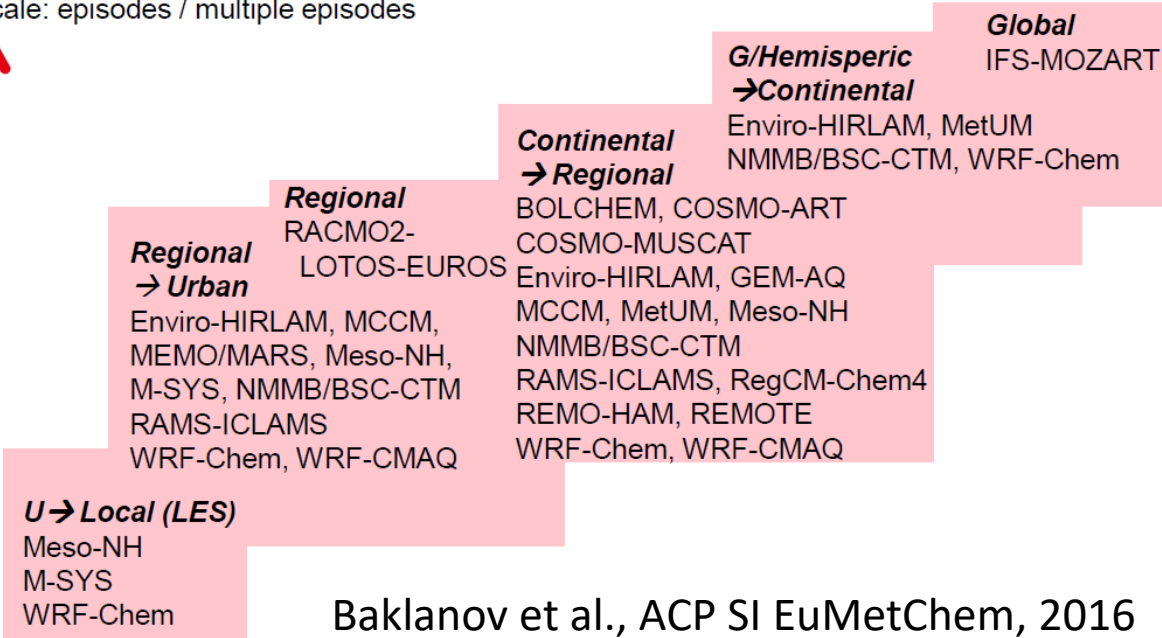 cale: episodes / multiple episodes
Global
IFS-MOZART
G/Hemisperic
→Continental
Enviro-HIRLAM, MetUM
NMMB/BSC-CTM, WRF-Chem
Continental
→ Regional
BOLCHEM, COSMO-ART
COSMO-MUSCAT
Enviro-HIRLAM, GEM-AQ
MCCM, MetUM, Meso-NH
NMMB/BSC-CTM
RAMS-ICLAMS, RegCM-Chem4
REMO-HAM, REMOTE
WRF-Chem, WRF-CMAQ
Regional
RACMO2-
LOTOS-EUROS
Regional
→ Urban
Enviro-HIRLAM, MCCM,
MEMO/MARS, Meso-NH,
M-SYS, NMMB/BSC-CTM
RAMS-ICLAMS
WRF-Chem, WRF-CMAQ
U→ Local (LES)
Meso-NH
M-SYS
WRF-Chem
Baklanov et al., ACP SI EuMetChem, 2016